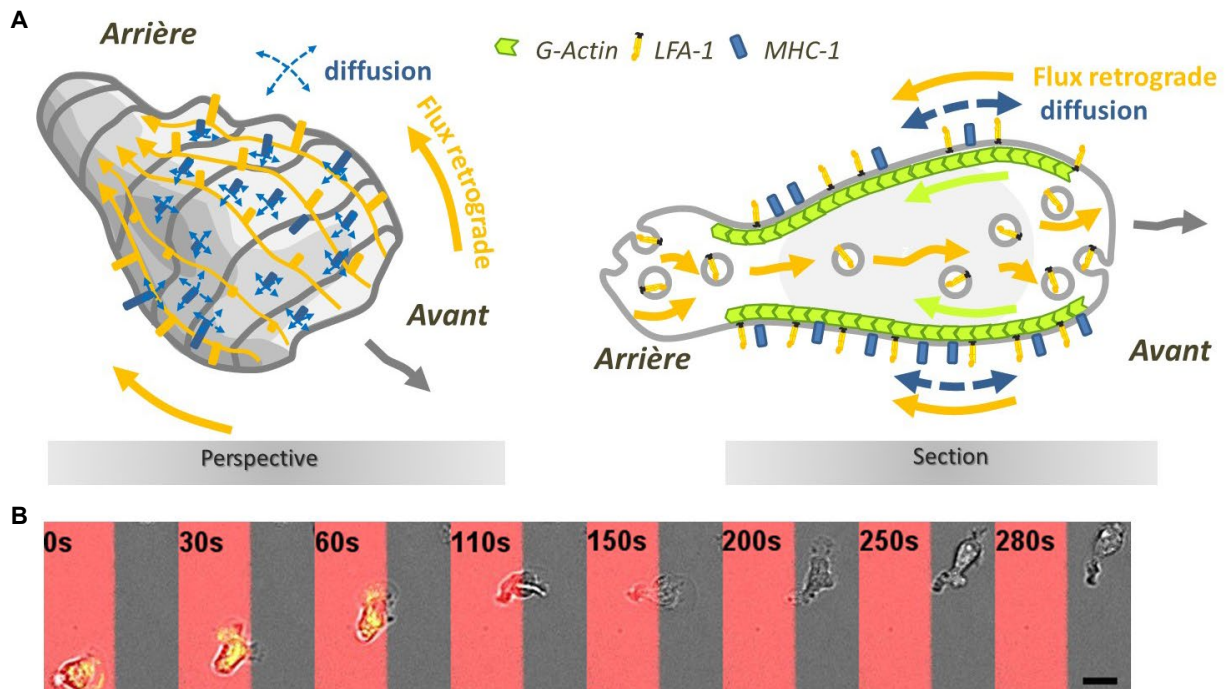 A
Arrière
diffusion
Flux retrograde
Avant
Perspective
G-Actin LFA-1 MHC-1
Flux retrograde
diffusion
Arrière
Avant
Section
B
0s 30s 60s 110s 150s 200s 250s 280s